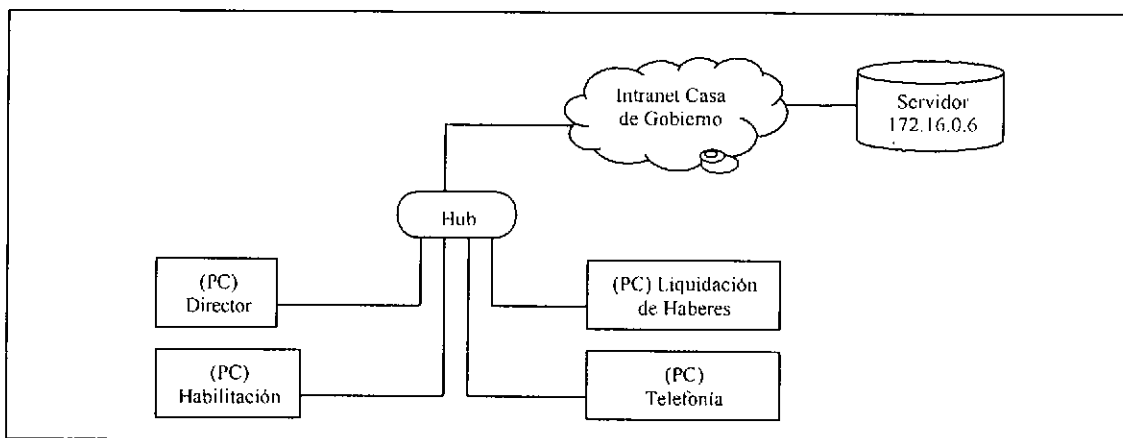 Intranet Casa
de Gobierno
Servidor
172.16.0.6
Hub
(PC)
Director
(PC) Liquidación
de Haberes
(PC)
Habilitación
(PC)
Telefonía